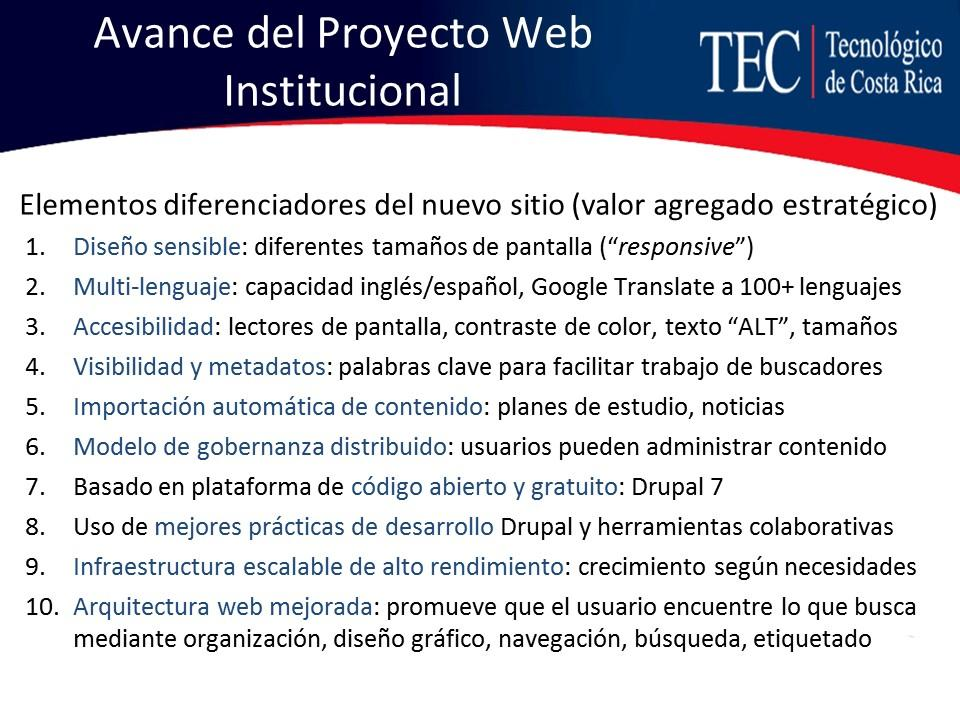 Avance del Proyecto Web
Institucional
TEC | Tecnológico
de Costa Rica
Elementos diferenciadores del nuevo sitio (valor agregado estratégico)
1. Diseño sensible: diferentes tamaños de pantalla (“responsive”)
2. Multi-lenguaje: capacidad inglés/español, Google Translate a 100+ lenguajes
3. Accesibilidad: lectores de pantalla, contraste de color, texto “ALT”, tamaños
4. Visibilidad y metadatos: palabras clave para facilitar trabajo de buscadores
5. Importación automática de contenido: planes de estudio, noticias
6. Modelo de gobernanza distribuido: usuarios pueden administrar contenido
7. Basado en plataforma de código abierto y gratuito: Drupal 7
8. Uso de mejores prácticas de desarrollo Drupal y herramientas colaborativas
9. Infraestructura escalable de alto rendimiento: crecimiento según necesidades
10. Arquitectura web mejorada: promueve que el usuario encuentre lo que busca
mediante organización, diseño gráfico, navegación, búsqueda, etiquetado